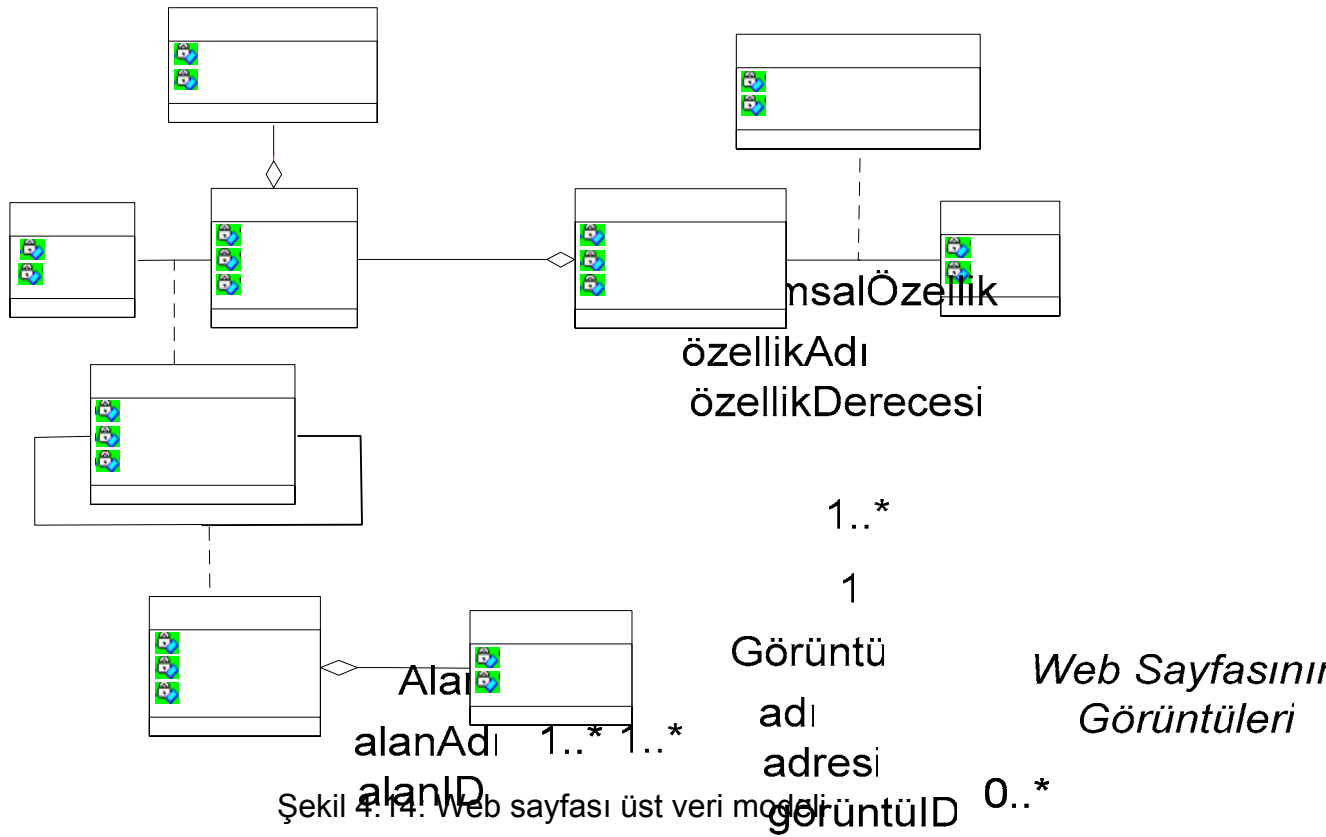 msalÖzellik
özellikAdı
özellikDerecesi
1..*
1
Görüntü
Web Sayfasının
Görüntüleri
Alan
adı
alanAdı 1..* 1..*
adresi
alanID
görüntüID 0..*
Şekil 4.14: Web sayfası üst veri modeli